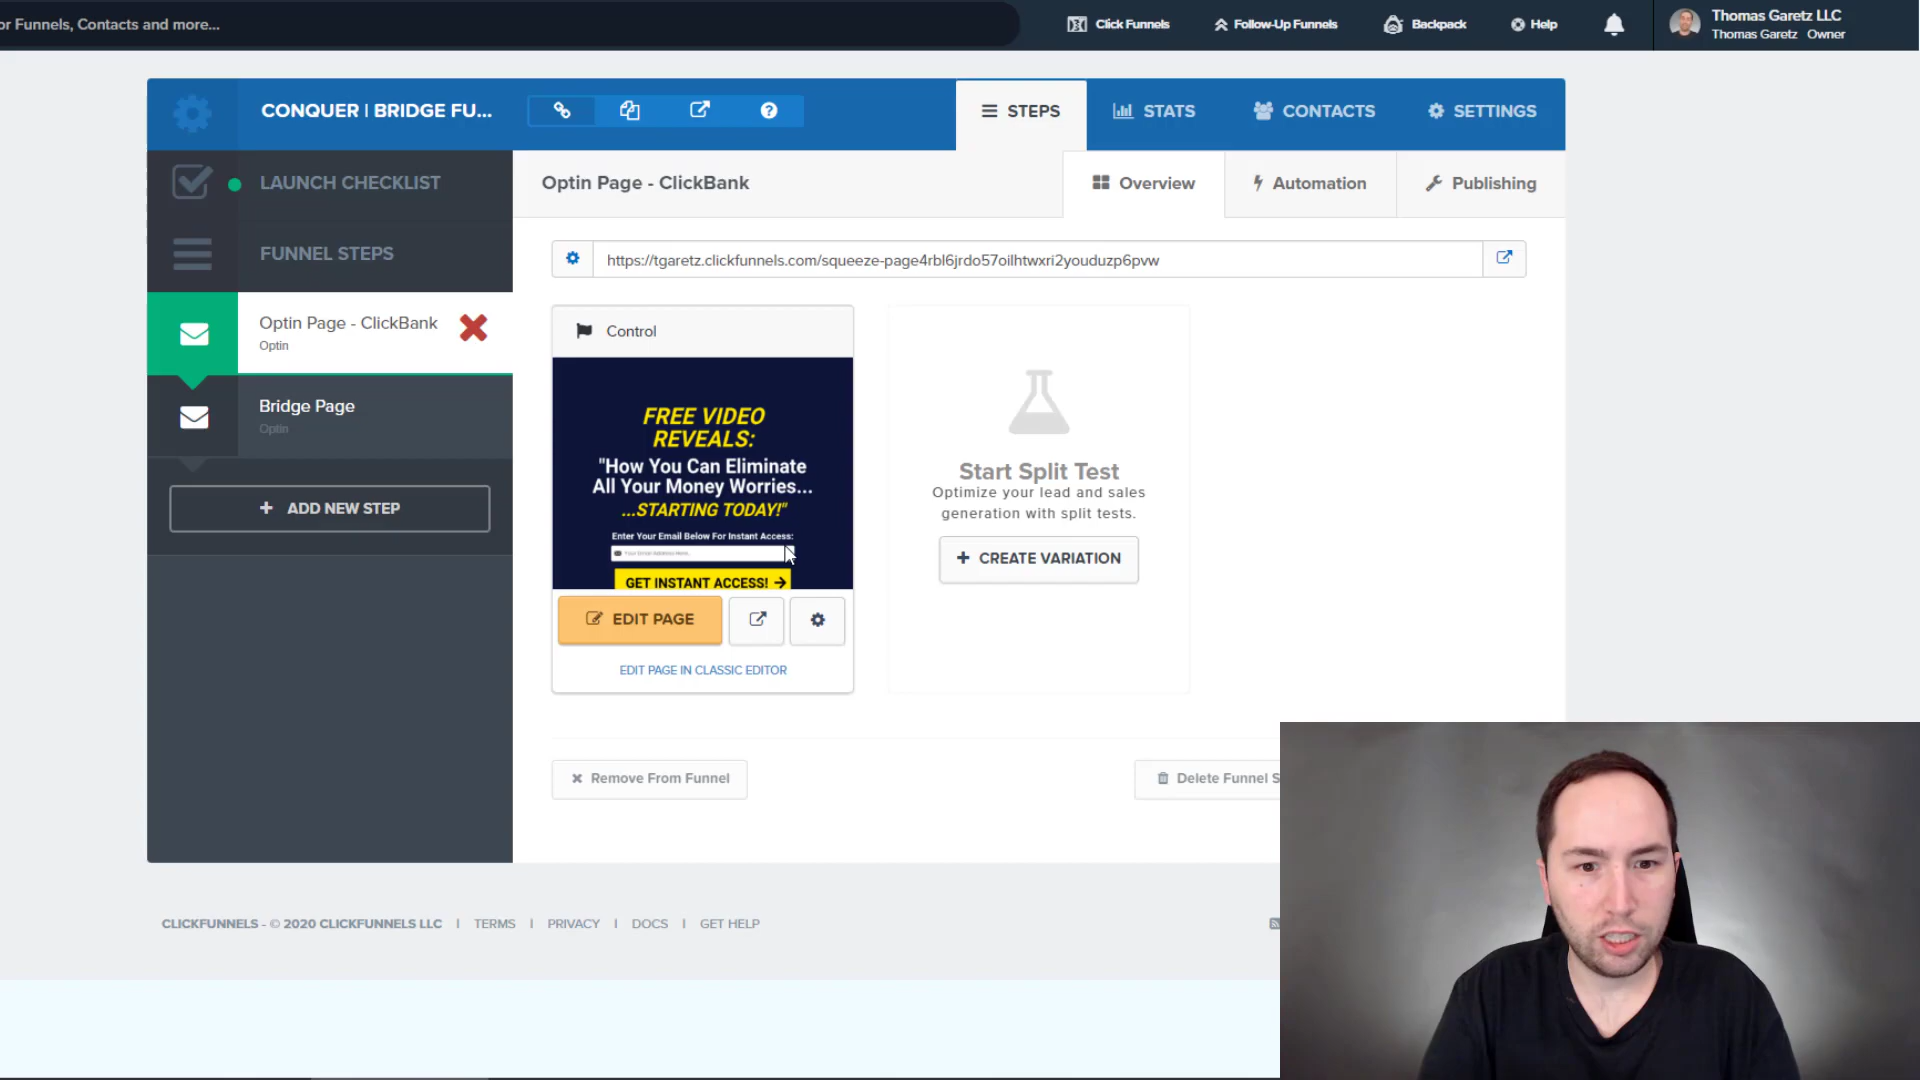 or Funnels, Contacts and more...
Click Funnels
Follow-Up Funnels
Backpack
Help
Thomas Garetz LLC
Thomas Garetz Owner
CONQUER | BRIDGE FU...
STEPS
STATS
CONTACTS
SETTINGS
LAUNCH CHECKLIST
Optin Page - ClickBank
Overview
Automation
Publishing
FUNNEL STEPS
https://tgaretz.clickfunnels.com/squeeze-page4rbl6jrdo57oilhtwxri2youduzp6pvw
Optin Page - ClickBank
Optin
Bridge Page
Optin
+ ADD NEW STEP
Control
FREE VIDEO
REVEALS:
"How You Can Eliminate
All Your Money Worries...
...STARTING TODAY!"
Enter Your Email Below For Instant Access:
Your Email Address Here..
GET INSTANT ACCESS!
EDIT PAGE
EDIT PAGE IN CLASSIC EDITOR
Start Split Test
Optimize your lead and sales
generation with split tests.
+ CREATE VARIATION
Remove From Funnel
Delete Funnel S
CLICKFUNNELS - © 2020 CLICKFUNNELS LLC | TERMS | PRIVACY | DOCS | GET HELP